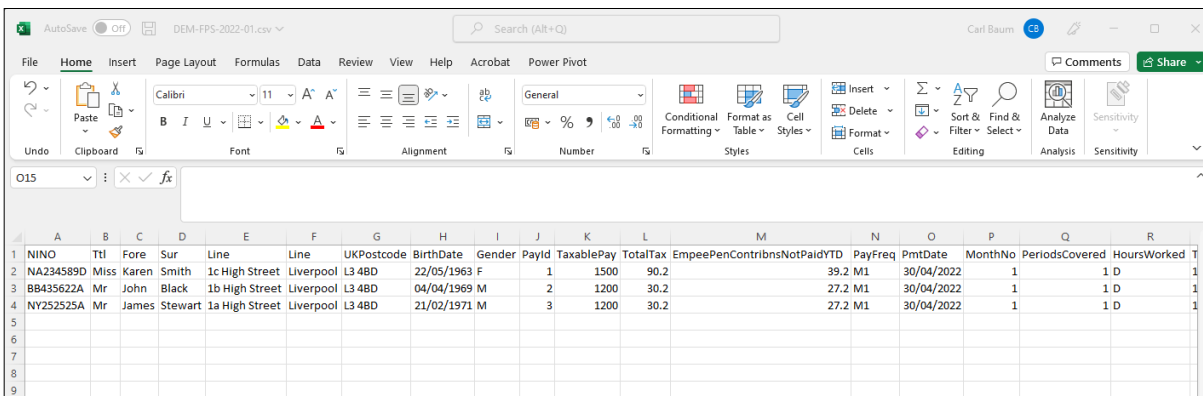 AutoSave Off DEM-FPS-2022-01.csv Search (Alt+Q) Carl Baum CB
File Home Insert Page Layout Formulas Data Review View Help Acrobat Power Pivot Comments Share
Calibri 11 A^ Aˇ ab General Insert Σ
Paste B I U A % 9 Conditional Formatting Format as Table Cell Styles Delete Format Sort & Filter Find & Select Analyze Data Sensitivity
Undo Clipboard Font Alignment Number Styles Cells Editing Analysis Sensitivity
O15 fx
A B C D E F G H I J K L M N O P Q R
1 NINO Ttl Fore Sur Line Line UKPostcode BirthDate Gender PayId TaxablePay TotalTax EmpeePenContribnsNotPaidYTD PayFreq PmtDate MonthNo PeriodsCovered HoursWorked T
2 NA234589D Miss Karen Smith 1c High Street Liverpool L3 4BD 22/05/1963 F 1 1500 90.2 39.2 M1 30/04/2022 1 1 D 1
3 BB435622A Mr John Black 1b High Street Liverpool L3 4BD 04/04/1969 M 2 1200 30.2 27.2 M1 30/04/2022 1 1 D 1
4 NY252525A Mr James Stewart 1a High Street Liverpool L3 4BD 21/02/1971 M 3 1200 30.2 27.2 M1 30/04/2022 1 1 D 1
5
6
7
8
9